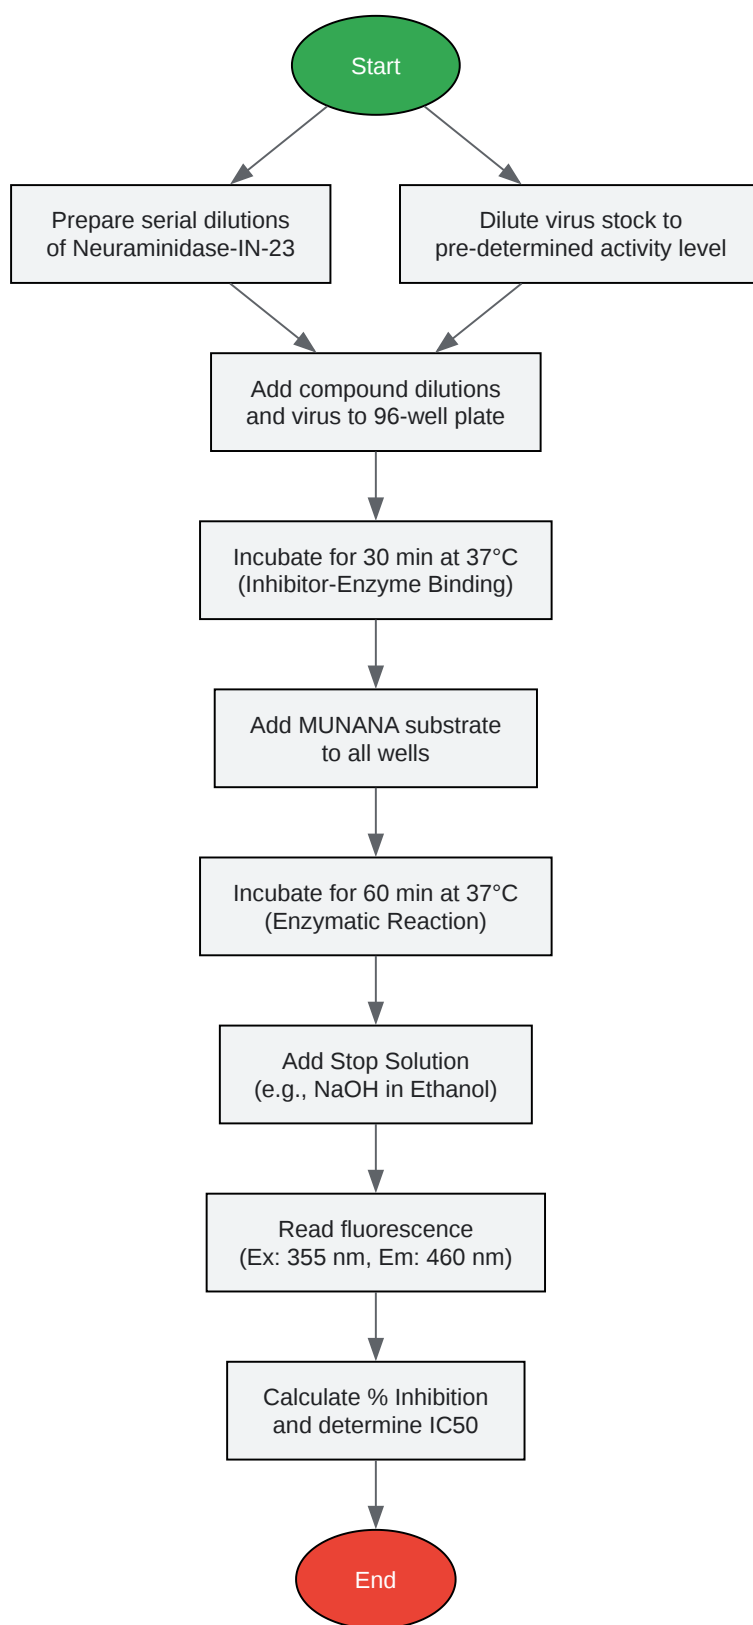 Start
Prepare serial dilutions
of Neuraminidase-IN-23
Dilute virus stock to
pre-determined activity level
Add compound dilutions
and virus to 96-well plate
Incubate for 30 min at 37°C
(Inhibitor-Enzyme Binding)
Add MUNANA substrate
to all wells
Incubate for 60 min at 37°C
(Enzymatic Reaction)
Add Stop Solution
(e.g., NaOH in Ethanol)
Read fluorescence
(Ex: 355 nm, Em: 460 nm)
Calculate % Inhibition
and determine IC50
End